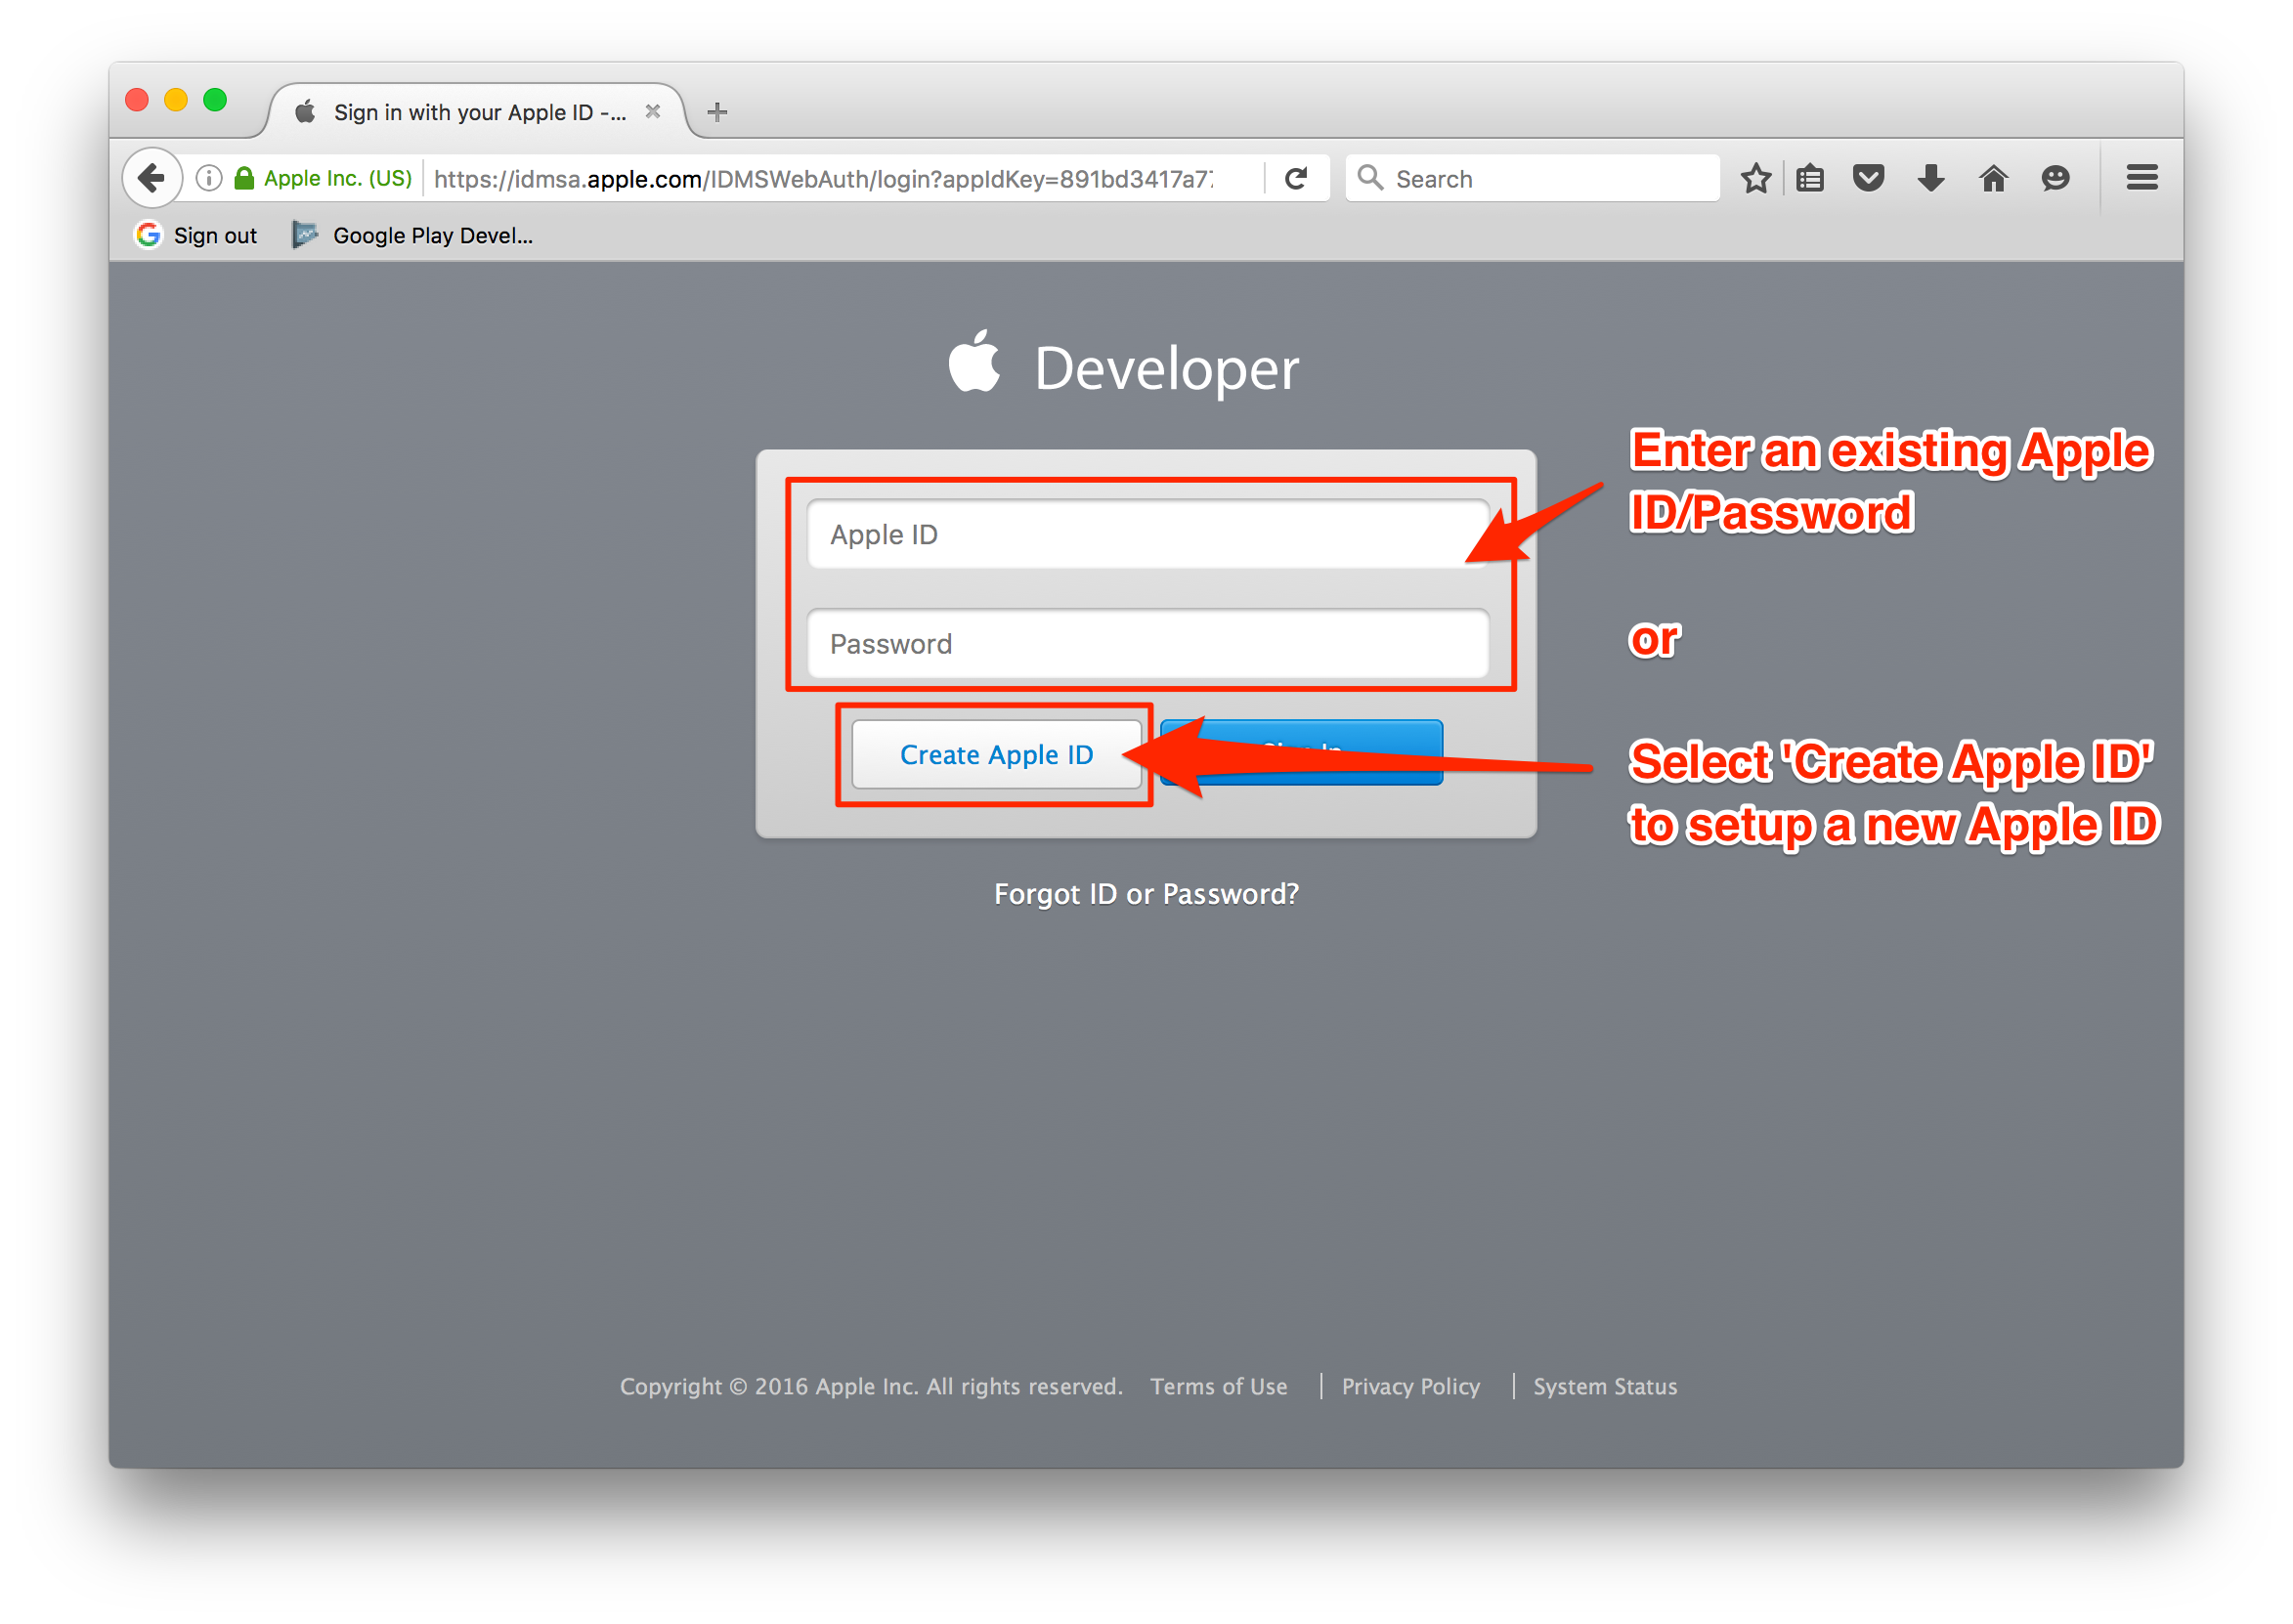 Sign in with your Apple ID -...
Apple Inc. (US)
https://idmsa.apple.com/IDMSWebAuth/login?appIdKey=891bd3417a7
Search
Sign out
Google Play Devel...
Developer
Enter an existing Apple
ID/Password
Apple ID
or
Password
Create Apple ID
Select 'Create Apple ID'
to setup a new Apple ID
Forgot ID or Password?
Copyright © 2016 Apple Inc. All rights reserved. Terms of Use | Privacy Policy | System Status